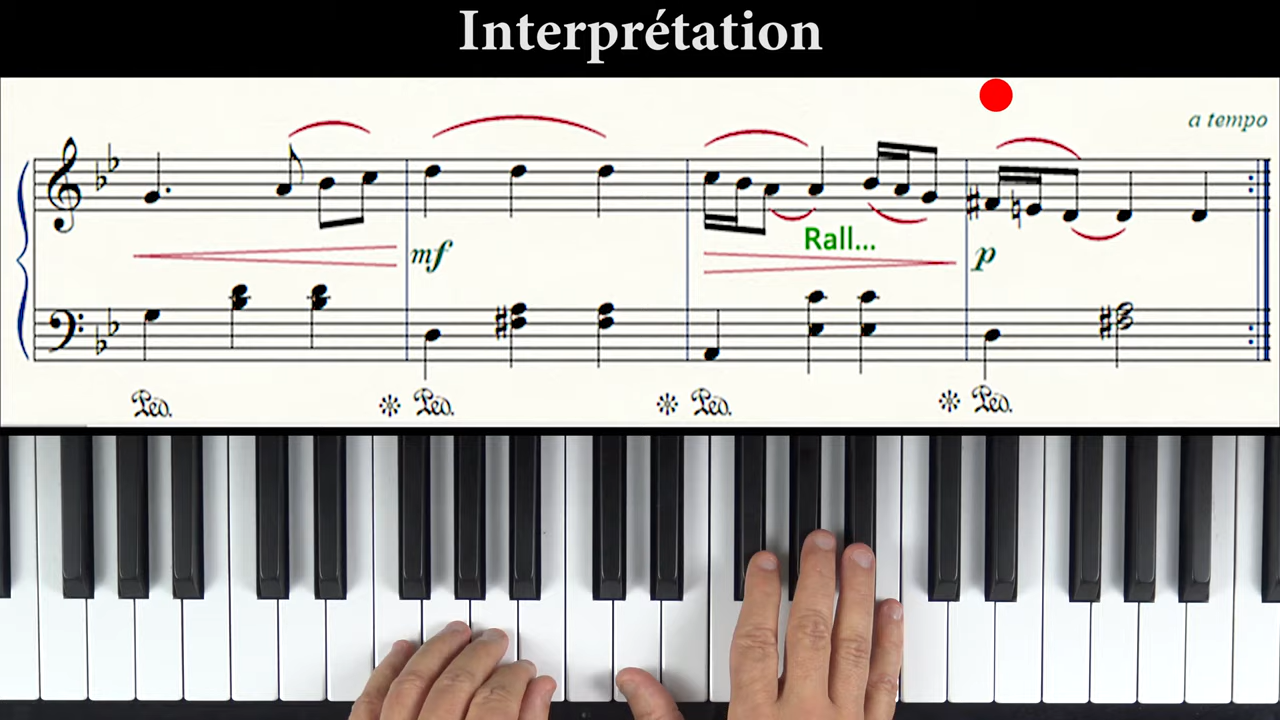 Interprétation
a tempo
mf
Rall...
p
Ped. Ped. Ped. Ped.